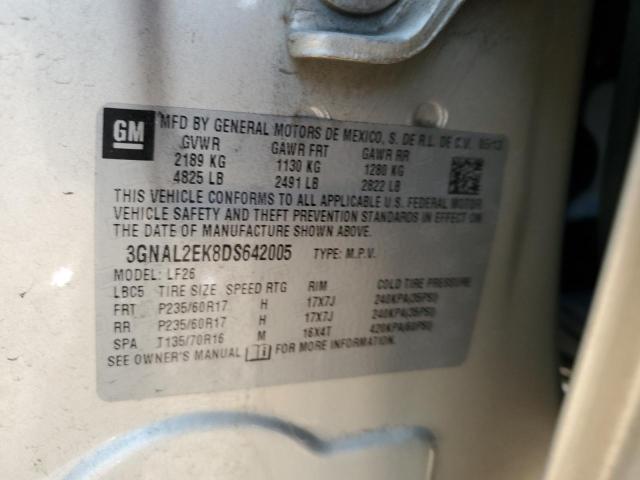 GM
MFD BY GENERAL MOTORS DE MEXICO, S. DE R.L. DE C.V. 05/13
GVWR GAWR FRT GAWR RR
2189 KG 1130 KG 1280 KG
4825 LB 2491 LB 2822 LB
THIS VEHICLE CONFORMS TO ALL APPLICABLE U.S. FEDERAL MOTOR
VEHICLE SAFETY AND THEFT PREVENTION STANDARDS IN EFFECT ON
THE DATE OF MANUFACTURE SHOWN ABOVE.
3GNAL2EK8DS642005 TYPE: M.P.V.
MODEL: LF26
LBC5 TIRE SIZE SPEED RTG RIM COLD TIRE PRESSURE
FRT P235/60R17 H 17X7J 240KPA(35PSI)
RR P235/60R17 H 17X7J 240KPA(35PSI)
SPA T135/70R16 M 16X4T 420KPA(60PSI)
SEE OWNER'S MANUAL FOR MORE INFORMATION.